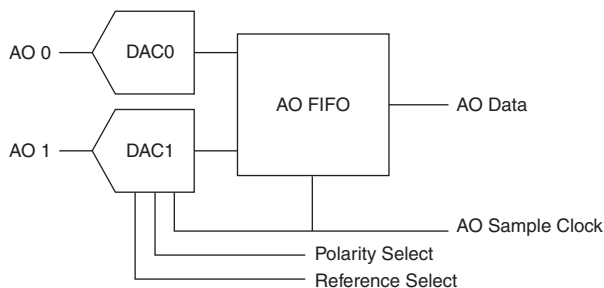 AO 0
DAC0
AO FIFO
AO Data
AO 1
DAC1
AO Sample Clock
Polarity Select
Reference Select